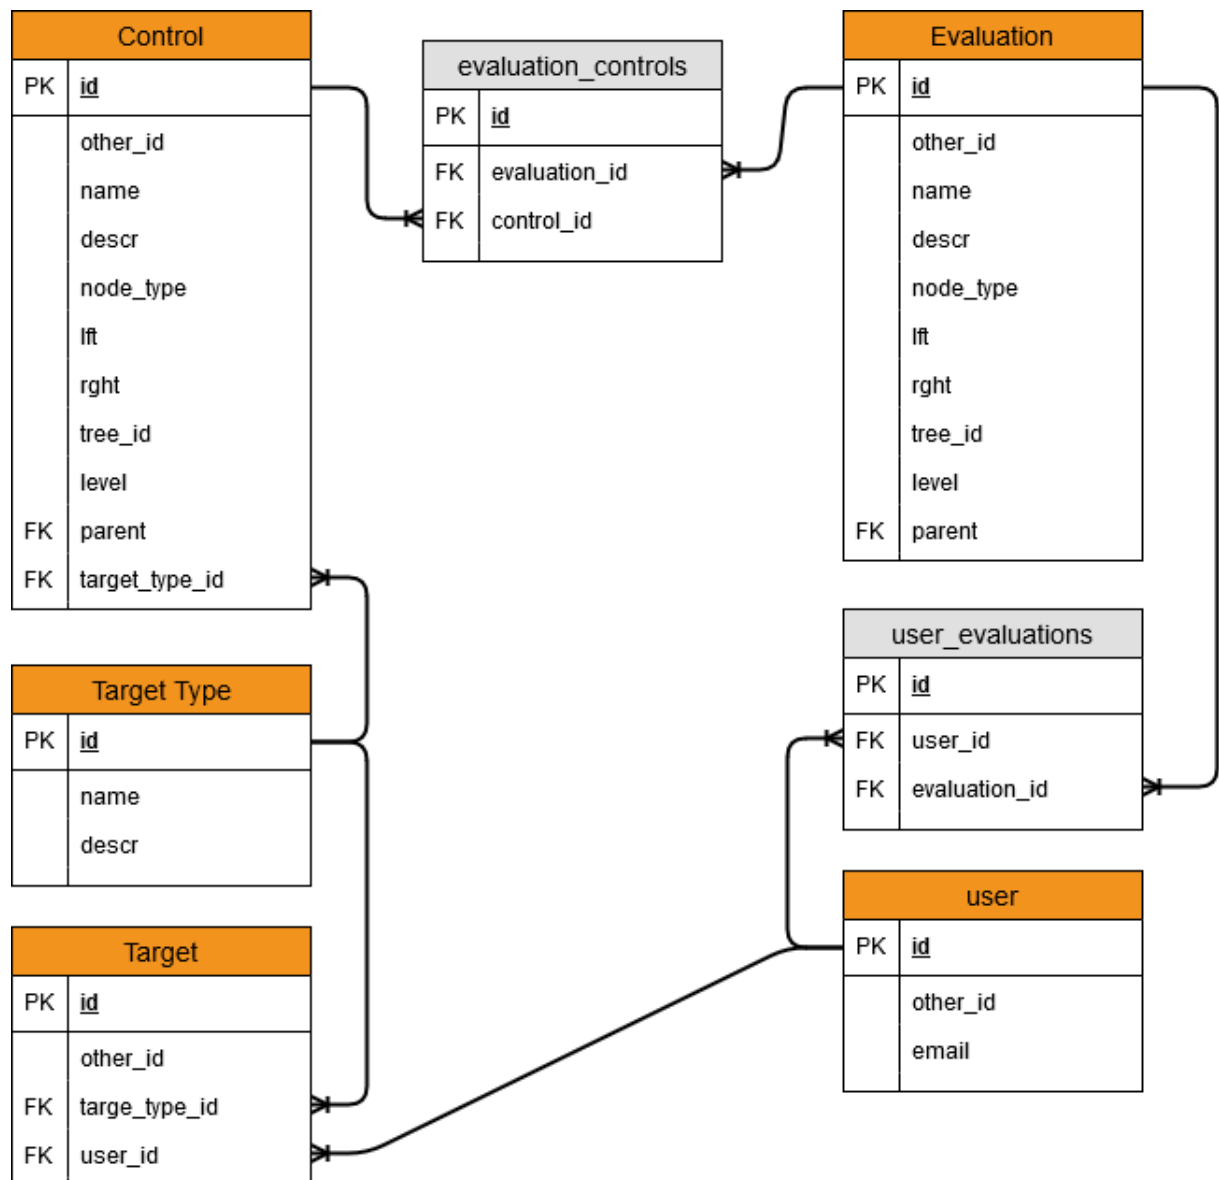 Control
PK id
other_id
name
descr
node_type
lft
rght
tree_id
level
FK parent
FK target_type_id
evaluation_controls
PK id
FK evaluation_id
FK control_id
Evaluation
PK id
other_id
name
descr
node_type
lft
rght
tree_id
level
FK parent
Target Type
PK id
name
descr
user_evaluations
PK id
FK user_id
FK evaluation_id
Target
PK id
other_id
FK targe_type_id
FK user_id
user
PK id
other_id
email